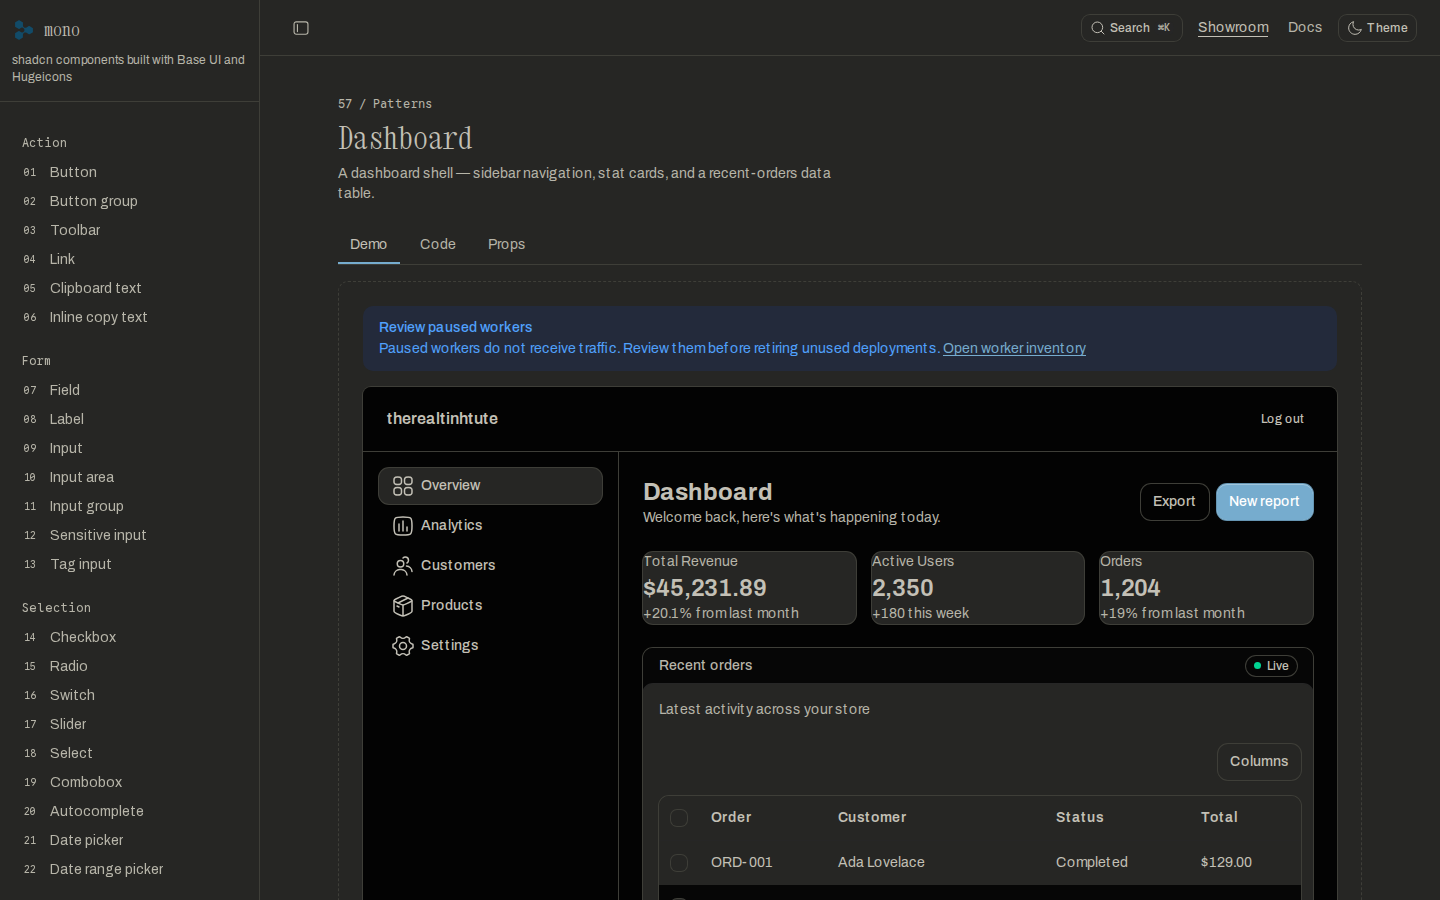 mono
shadcn components built with Base UI and
Hugeicons
Action
01 Button
02 Button group
03 Toolbar
04 Link
05 Clipboard text
06 Inline copy text
Form
07 Field
08 Label
09 Input
10 Input area
11 Input group
12 Sensitive input
13 Tag input
Selection
14 Checkbox
15 Radio
16 Switch
17 Slider
18 Select
19 Combobox
20 Autocomplete
21 Date picker
22 Date range picker
Search ⌘K
Showroom
Docs
Theme
57 / Patterns
Dashboard
A dashboard shell — sidebar navigation, stat cards, and a recent-orders data
table.
Demo Code Props
Review paused workers
Paused workers do not receive traffic. Review them before retiring unused deployments. Open worker inventory
therealtinhtute
Log out
Overview
Analytics
Customers
Products
Settings
Dashboard
Welcome back, here's what's happening today.
Export
New report
Total Revenue
$45,231.89
+20.1% from last month
Active Users
2,350
+180 this week
Orders
1,204
+19% from last month
Recent orders
Live
Latest activity across your store
Columns
Order Customer Status Total
ORD-001 Ada Lovelace Completed $129.00